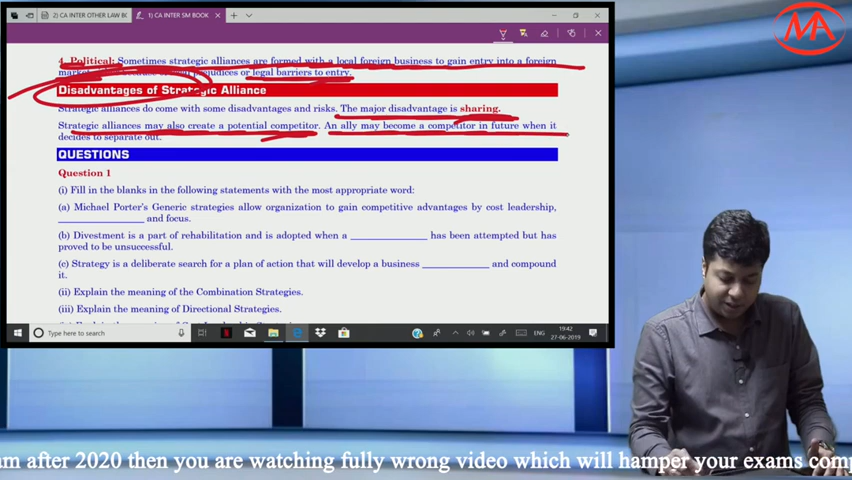 2) CA INTER OTHER LAW BO
1) CA INTER SM BOOK
MA
4. Political: Sometimes strategic alliances are formed with a local foreign business to gain entry into a foreign
prejudices or legal barriers to entry.
Disadvantages of Strategic Alliance
Strategic alliances do come with some disadvantages and risks. The major disadvantage is sharing.
Strategic alliances may also create a potential competitor. An ally may become a competitor in future when it
decides to separate out.
QUESTIONS
Question 1
(i) Fill in the blanks in the following statements with the most appropriate word:
(a) Michael Porter's Generic strategies allow organization to gain competitive advantages by cost leadership,
________________ and focus.
(b) Divestment is a part of rehabilitation and is adopted when a ______________ has been attempted but has
proved to be unsuccessful.
(c) Strategy is a deliberate search for a plan of action that will develop a business ____________ and compound
it.
(ii) Explain the meaning of the Combination Strategies.
(iii) Explain the meaning of Directional Strategies.
Type here to search
ENG
19:42
27-06-2019
am after 2020 then you are watching fully wrong video which will hamper your exams comp